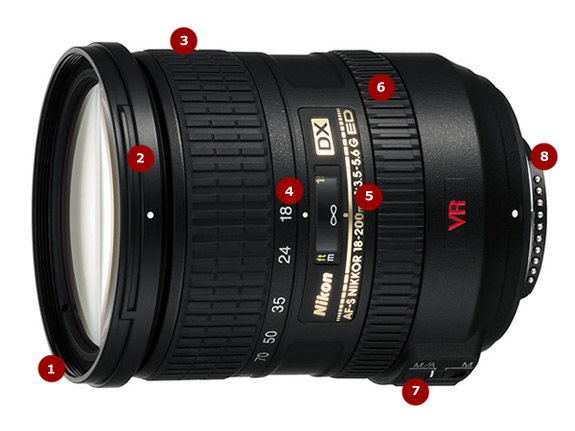 1
2
3
4
5
6
7
8
18
24
35
50
70
ft
m
∞
DX
Nikon
ED
AF-S NIKKOR 18-200
1:3.5-5.6 G
VR
M/A
M